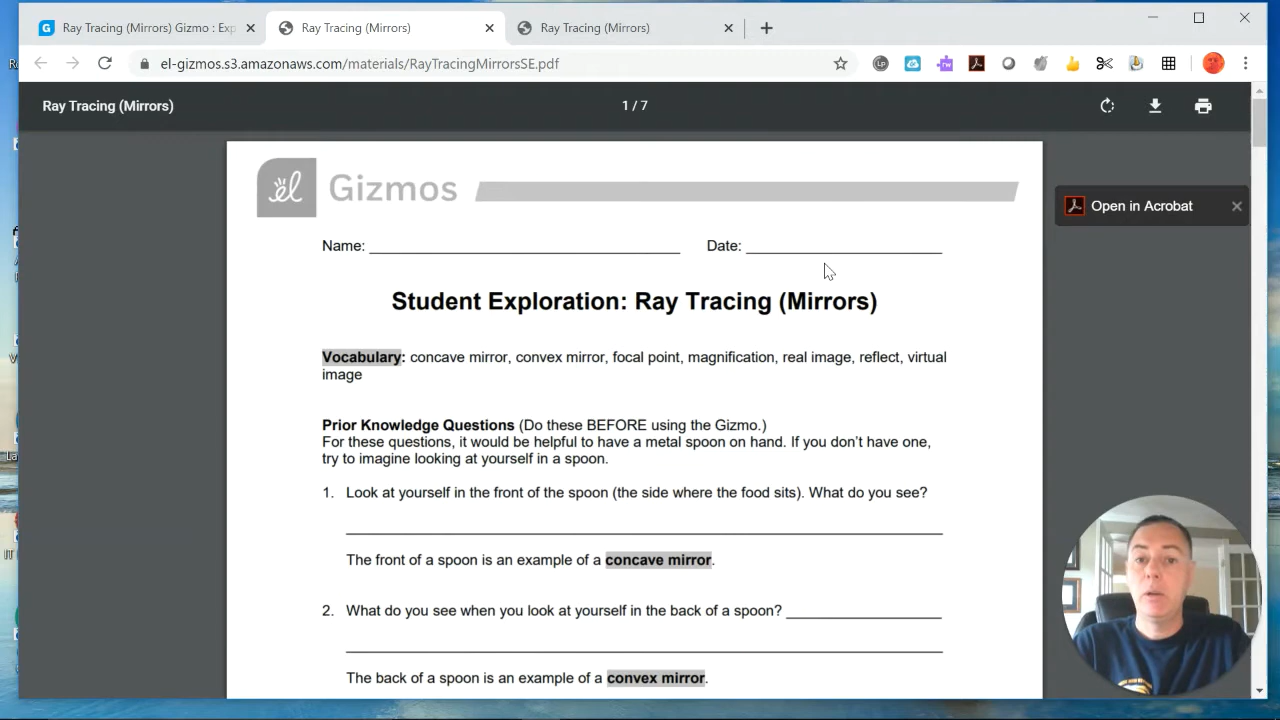 Ray Tracing (Mirrors) Gizmo : Exp
Ray Tracing (Mirrors)
Ray Tracing (Mirrors)
el-gizmos.s3.amazonaws.com/materials/RayTracingMirrorsSE.pdf
Ray Tracing (Mirrors)
1 / 7
el Gizmos
Open in Acrobat
Name: Date:
Student Exploration: Ray Tracing (Mirrors)
Vocabulary: concave mirror, convex mirror, focal point, magnification, real image, reflect, virtual
image
Prior Knowledge Questions (Do these BEFORE using the Gizmo.)
For these questions, it would be helpful to have a metal spoon on hand. If you don't have one,
try to imagine looking at yourself in a spoon.
1. Look at yourself in the front of the spoon (the side where the food sits). What do you see?
The front of a spoon is an example of a concave mirror.
2. What do you see when you look at yourself in the back of a spoon?
The back of a spoon is an example of a convex mirror.